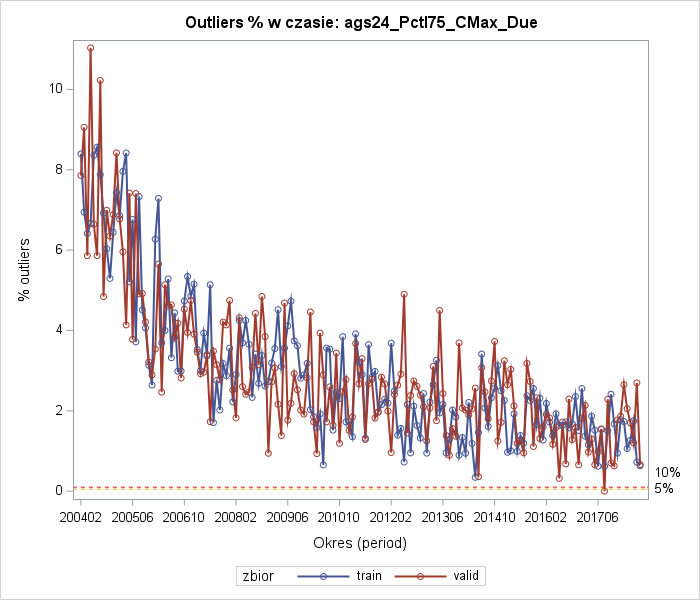 Outliers % w czasie: ags24_Pctl75_CMax_Due
% outliers
10
8
6
4
2
0
10%
5%
200402 200506 200610 200802 200906 201010 201202 201306 201410 201602 201706
Okres (period)
zbior train valid